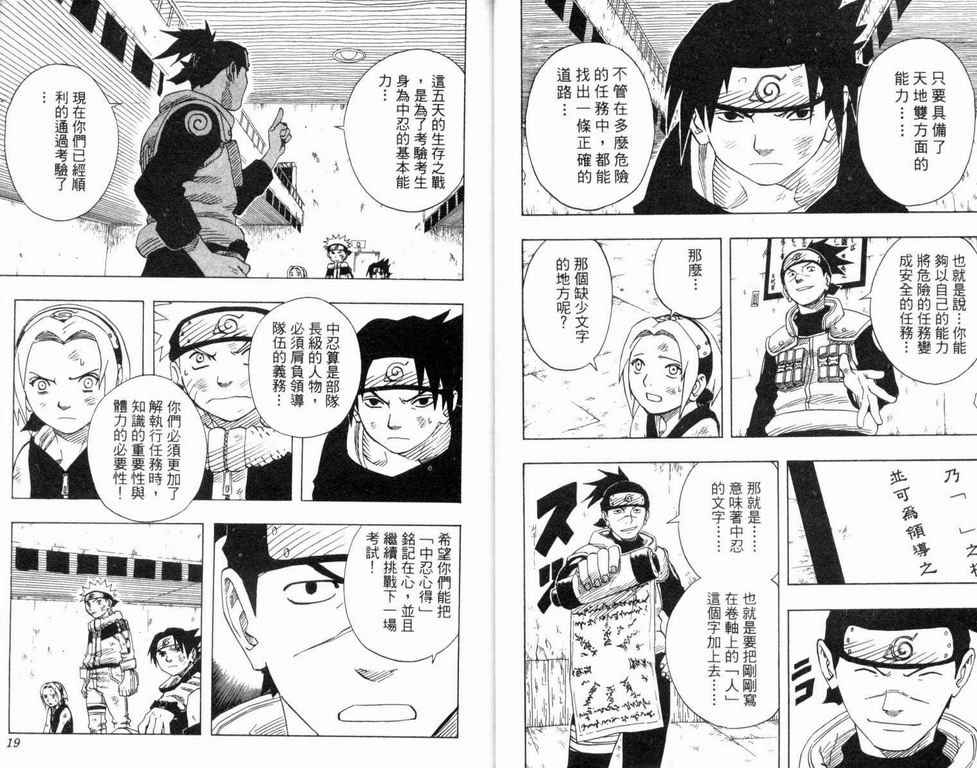 只要具備了
天地雙方面的
能力……
不管在多麼危險
的任務中，都能
找出一條正確的
道路…
也就是說…你能
夠以自己的能力
將危險的任務變
成安全的任務…
那麼…
那個缺少文字
的地方呢？
乃「 」之
並可為領導之
那就是……
意味著中忍
的文字……
也就是要把剛剛寫
在卷軸上的「人」
這個字加上去……
這五天的生存之戰
，是為了考驗考生
身為中忍的基本能
力…
現在你們已經順
利的通過考驗了
…
中忍算是部隊
長級的人物，
必須肩負領導
隊伍的義務…
你們必須更加了
解執行任務時，
知識的重要性與
體力的必要性！
希望你們能把
「中忍心得」
銘記在心，並且
繼續挑戰下一場
考試！
19